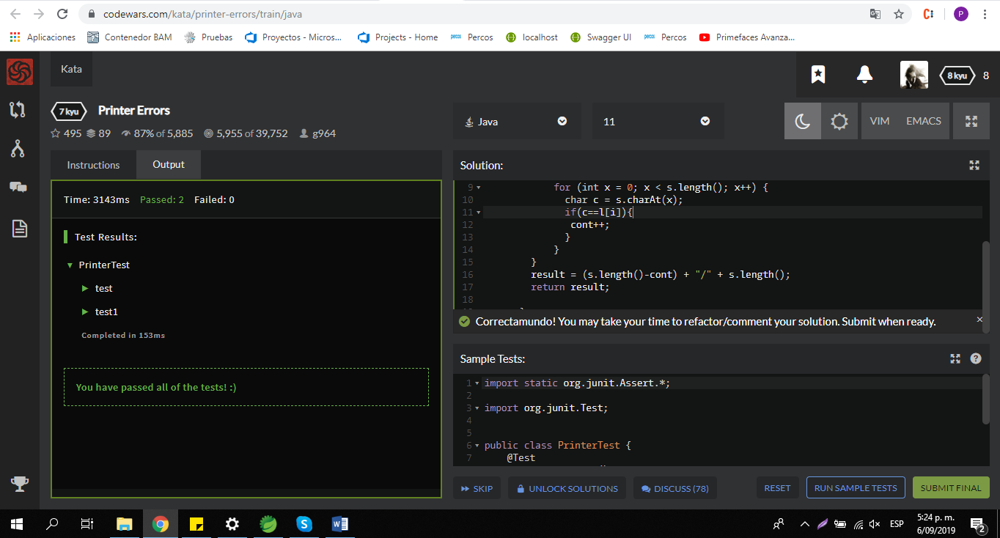 codewars.com/kata/printer-errors/train/java
P
Aplicaciones Contenedor BAM Pruebas Proyectos - Micros... Projects - Home percos Percos localhost Swagger UI percos Percos Primefaces Avanza...
Kata
8 kyu 8
7 kyu Printer Errors
495 89 87% of 5,885 5,955 of 39,752 g964
Java 11 VIM EMACS
Instructions Output
Time: 3143ms Passed: 2 Failed: 0
Test Results:
PrinterTest
test
test1
Completed in 153ms
You have passed all of the tests! :)
Solution:
9 for (int x = 0; x < s.length(); x++) {
10 char c = s.charAt(x);
11 if(c==l[i]){
12 cont++;
13 }
14 }
15 }
16 result = (s.length()-cont) + "/" + s.length();
17 return result;
18
Correctamundo! You may take your time to refactor/comment your solution. Submit when ready. ×
Sample Tests: ?
1 import static org.junit.Assert.*;
2
3 import org.junit.Test;
4
5
6 public class PrinterTest {
7 @Test
SKIP UNLOCK SOLUTIONS DISCUSS (78) RESET RUN SAMPLE TESTS SUBMIT FINAL
S W ESP 5:24 p. m.
6/09/2019 2